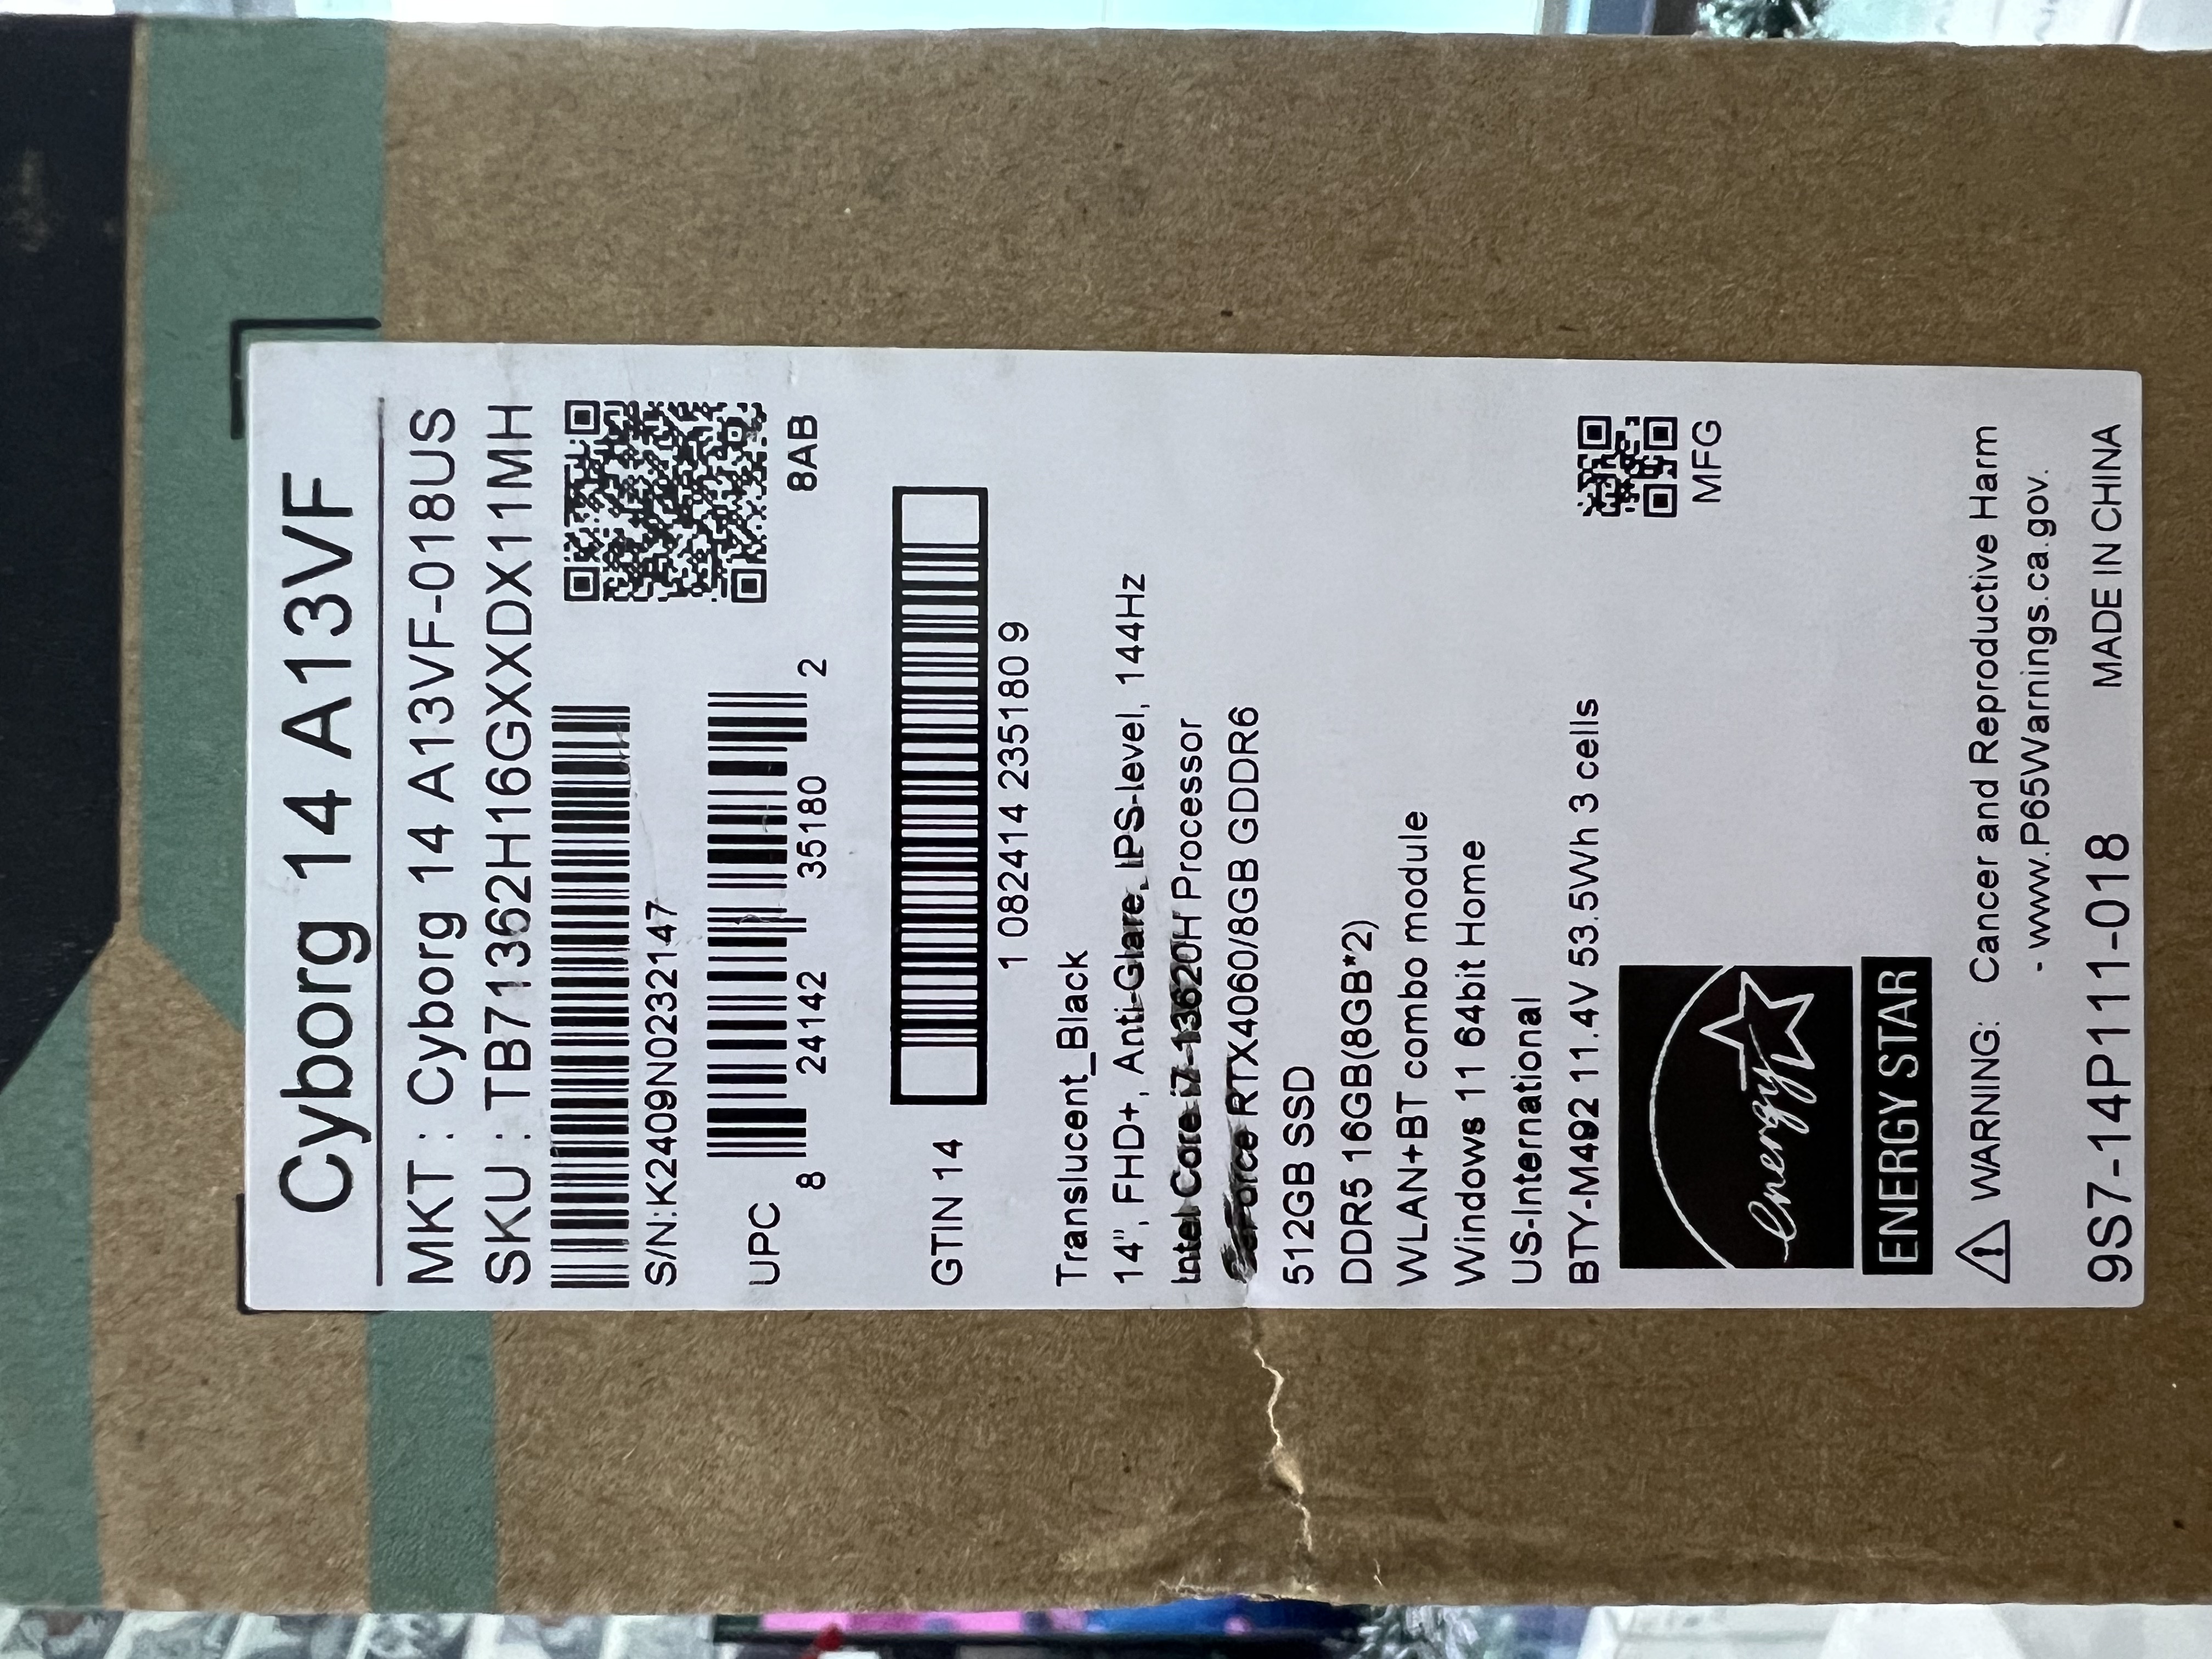 Cyborg 14 A13VF
MKT : Cyborg 14 A13VF-018US
SKU : TB71362H16GXXDX11MH
S/N:K2409N0232147
8AB
UPC
8 24142 35180 2
GTIN 14
1 0824142 35180 9
Translucent_Black
14", FHD+, Anti-Glare, IPS-level, 144Hz
Intel Core i7-13620H Processor
GeForce RTX4060/8GB GDDR6
512GB SSD
DDR5 16GB(8GB*2)
WLAN+BT combo module
Windows 11 64bit Home
US-International
BTY-M492 11.4V 53.5Wh 3 cells
MFG
energy
ENERGY STAR
WARNING: Cancer and Reproductive Harm
- www.P65Warnings.ca.gov.
9S7-14P111-018 MADE IN CHINA